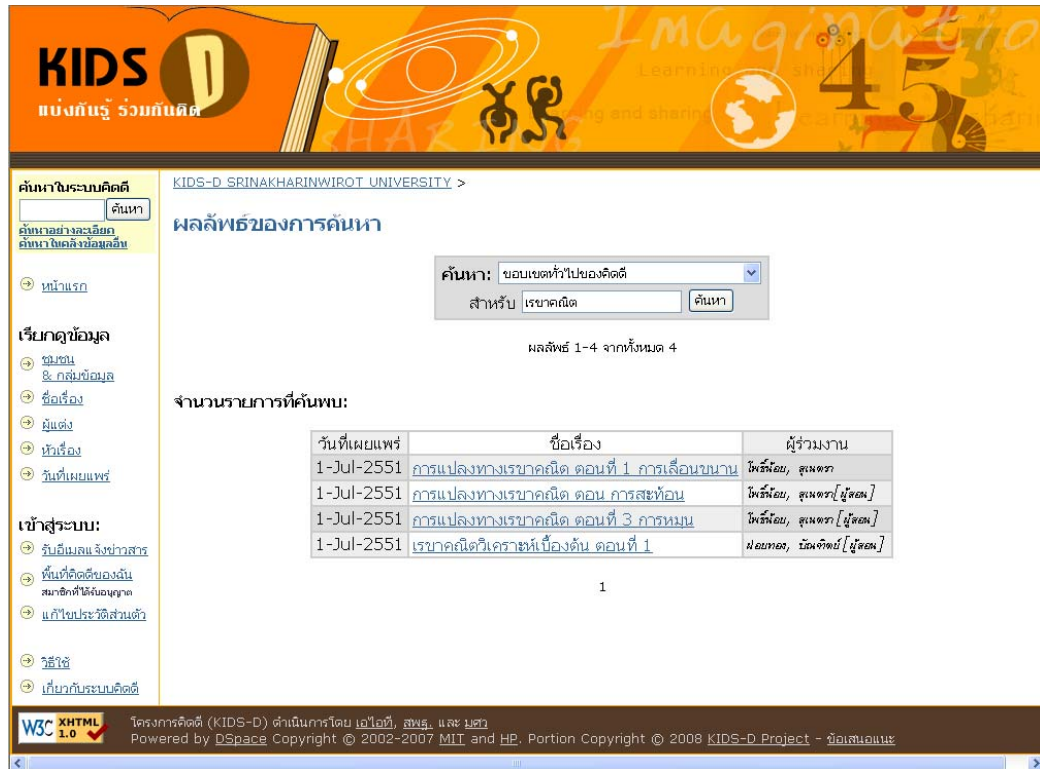 Imaginatio
Learning and sharing
KIDS D
แบ่งกันรู้ ร่วมกันคิด
SHARING
and sharing
ค้นหาในระบบคิดดี
ค้นหา
ค้นหาอย่างละเอียด
ค้นหาในคลังข้อมูลอื่น
หน้าแรก
เรียกดูข้อมูล
ชุมชน
& กลุ่มข้อมูล
ชื่อเรื่อง
ผู้แต่ง
หัวเรื่อง
วันที่เผยแพร่
เข้าสู่ระบบ:
รับอีเมลแจ้งข่าวสาร
พื้นที่คิดดีของฉัน
สมาชิกที่ได้รับอนุญาต
แก้ไขประวัติส่วนตัว
วิธีใช้
เกี่ยวกับระบบคิดดี
KIDS-D SRINAKHARINWIROT UNIVERSITY >
ผลลัพธ์ของการค้นหา
ค้นหา: ขอบเขตทั่วไปของคิดดี
สำหรับ เรขาคณิต ค้นหา
ผลลัพธ์ 1-4 จากทั้งหมด 4
จำนวนรายการที่ค้นพบ:
วันที่เผยแพร่ ชื่อเรื่อง ผู้ร่วมงาน
1-Jul-2551 การแปลงทางเรขาคณิต ตอนที่ 1 การเลื่อนขนาน โพธิ์น้อย, สุเนตรา
1-Jul-2551 การแปลงทางเรขาคณิต ตอน การสะท้อน โพธิ์น้อย, สุเนตรา[ผู้สอน]
1-Jul-2551 การแปลงทางเรขาคณิต ตอนที่ 3 การหมุน โพธิ์น้อย, สุเนตรา[ผู้สอน]
1-Jul-2551 เรขาคณิตวิเคราะห์เบื้องต้น ตอนที่ 1 ฝอยทอง, บัณฑิตย์[ผู้สอน]
1
W3C XHTML 1.0
โครงการคิดดี (KIDS-D) ดำเนินการโดย เอไอที, สพฐ. และ มศว
Powered by DSpace Copyright © 2002-2007 MIT and HP. Portion Copyright © 2008 KIDS-D Project - ข้อเสนอแนะ